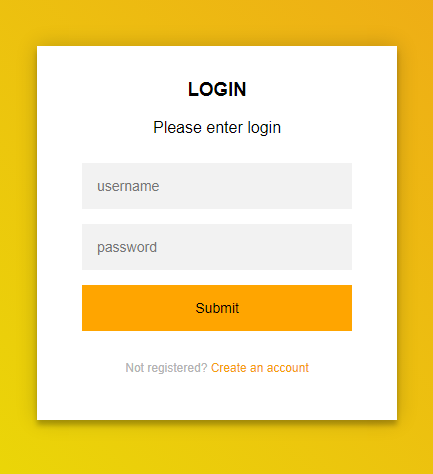 LOGIN
Please enter login
username
password
Submit
Not registered? Create an account